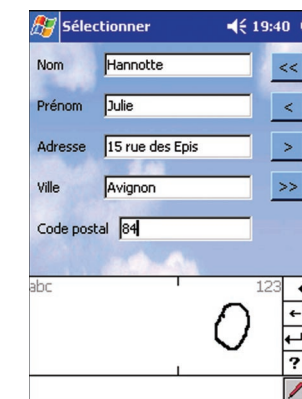 Sélectionner 19:40
Nom Hannotte <<
Prénom Julie <
Adresse 15 rue des Epis >
Ville Avignon >>
Code postal 84
abc 123
0
?